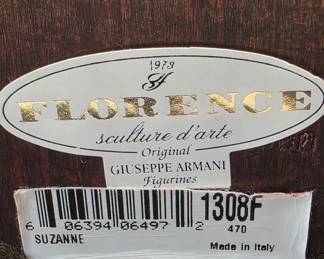 1973
FLORENCE
sculture d'arte
Original
GIUSEPPE ARMANI
Figurines
6 06394 06497 2
1308F
470
SUZANNE
Made in Italy